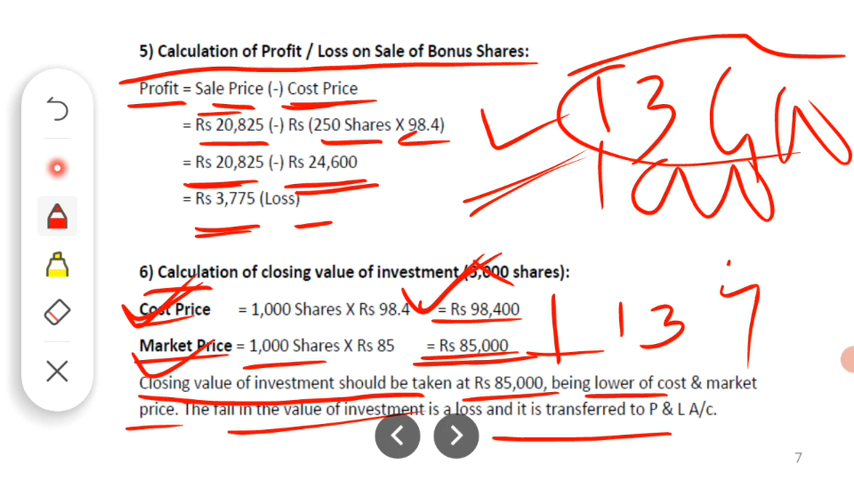 5) Calculation of Profit / Loss on Sale of Bonus Shares:
Profit = Sale Price (-) Cost Price
= Rs 20,825 (-) Rs (250 Shares X 98.4)
= Rs 20,825 (-) Rs 24,600
= Rs 3,775 (Loss)
6) Calculation of closing value of investment (3,000 shares):
Cost Price = 1,000 Shares X Rs 98.4 = Rs 98,400
Market Price = 1,000 Shares X Rs 85 = Rs 85,000
Closing value of investment should be taken at Rs 85,000, being lower of cost & market
price. The fall in the value of investment is a loss and it is transferred to P & L A/c.
7